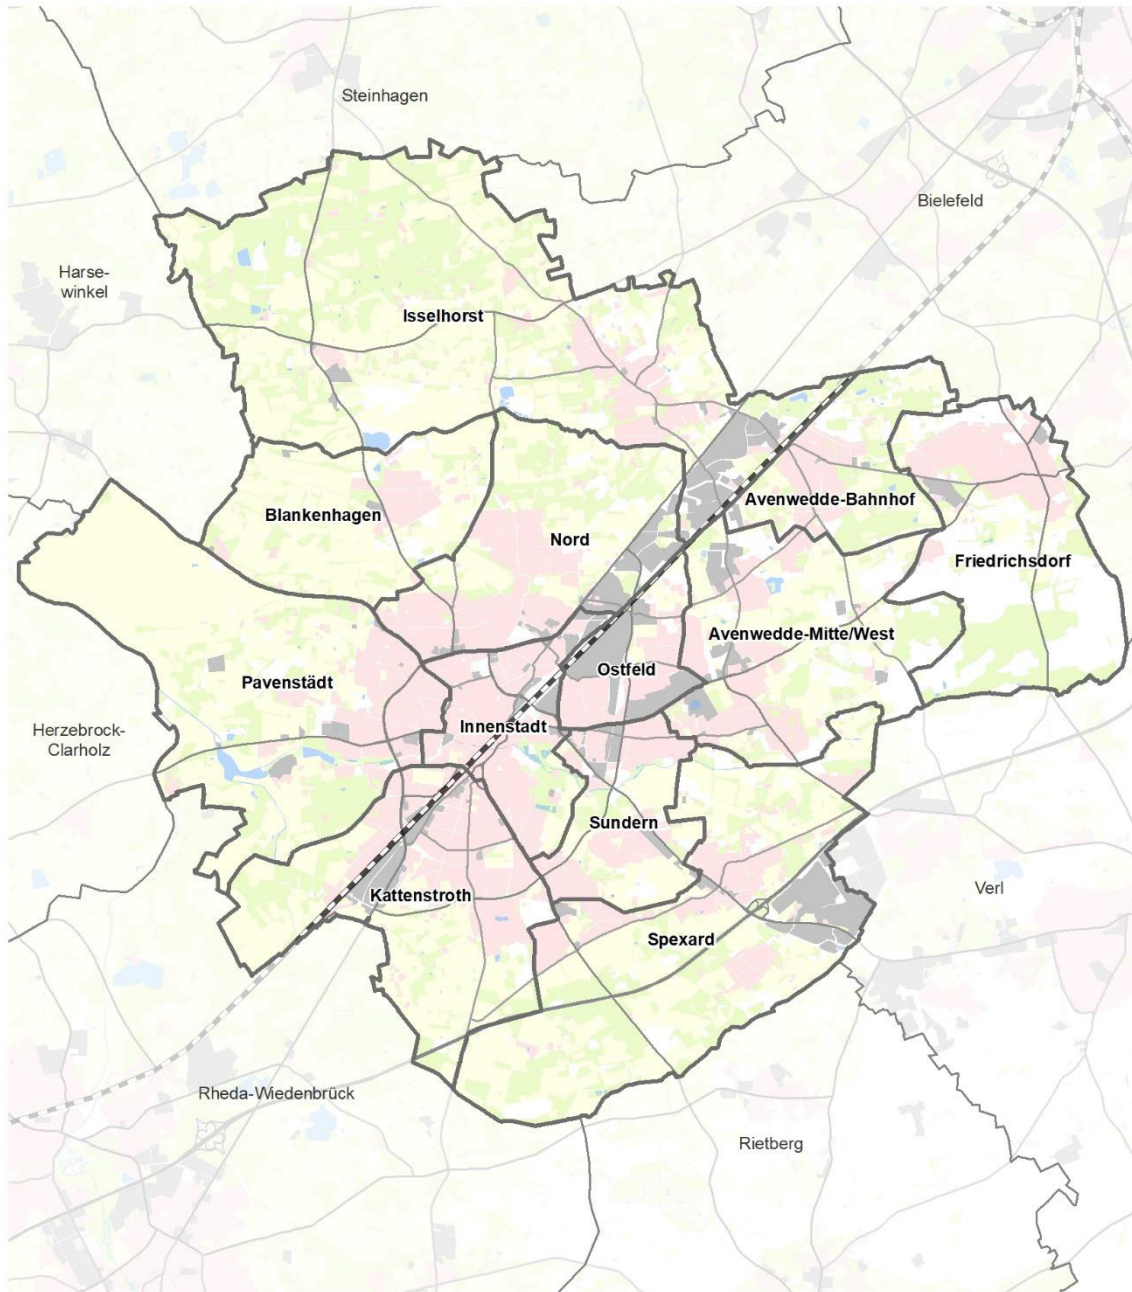 Steinhagen
Bielefeld
Harse-
winkel
Isselhorst
Avenwedde-Bahnhof
Blankenhagen
Nord
Friedrichsdorf
Avenwedde-Mitte/West
Ostfeld
Pavenstädt
Innenstadt
Herzebrock-
Clarholz
Sundern
Verl
Kattenstroth
Spexard
Rheda-Wiedenbrück
Rietberg